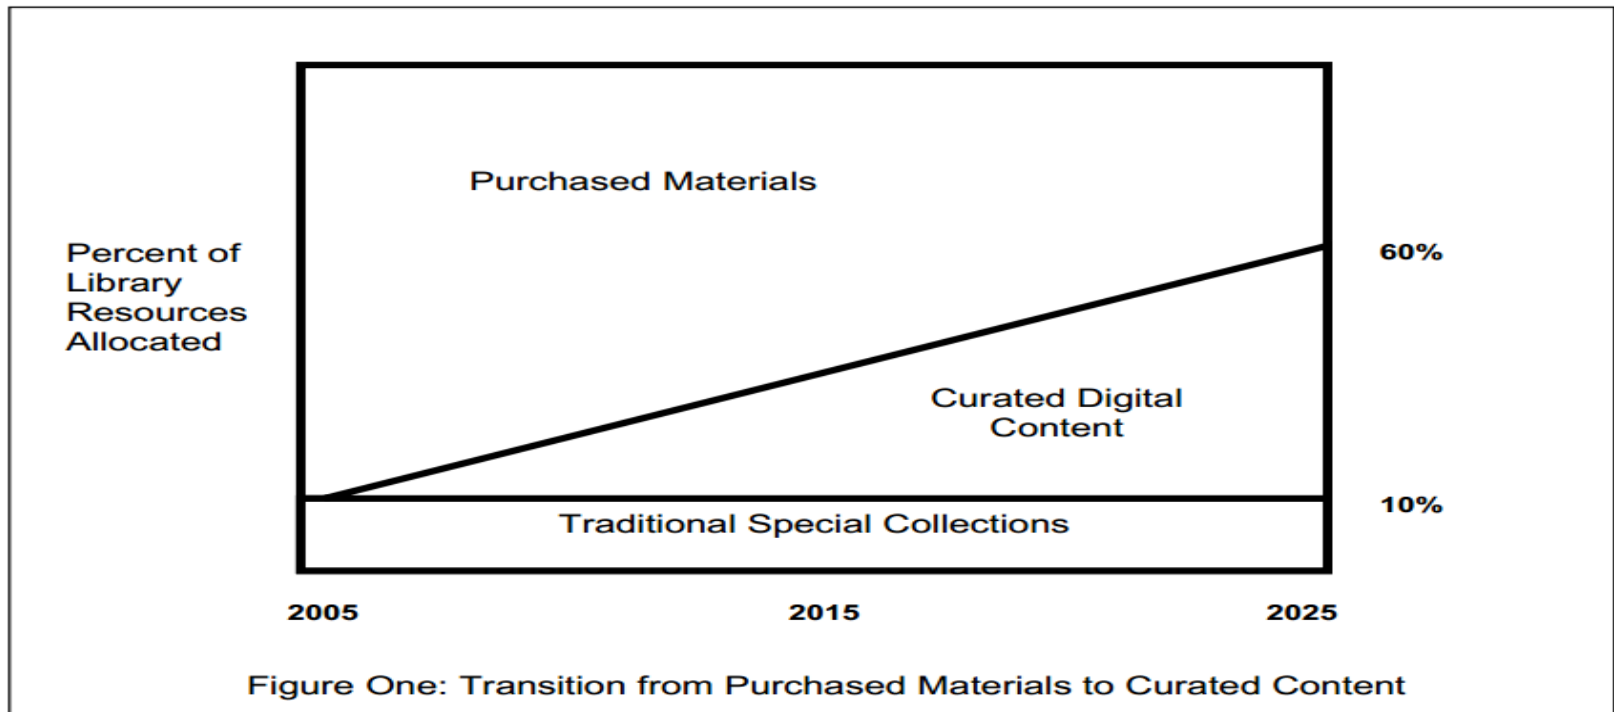 Purchased Materials
Percent of
Library
Resources
Allocated
60%
Curated Digital
Content
10%
Traditional Special Collections
2005
2015
2025
Figure One: Transition from Purchased Materials to Curated Content